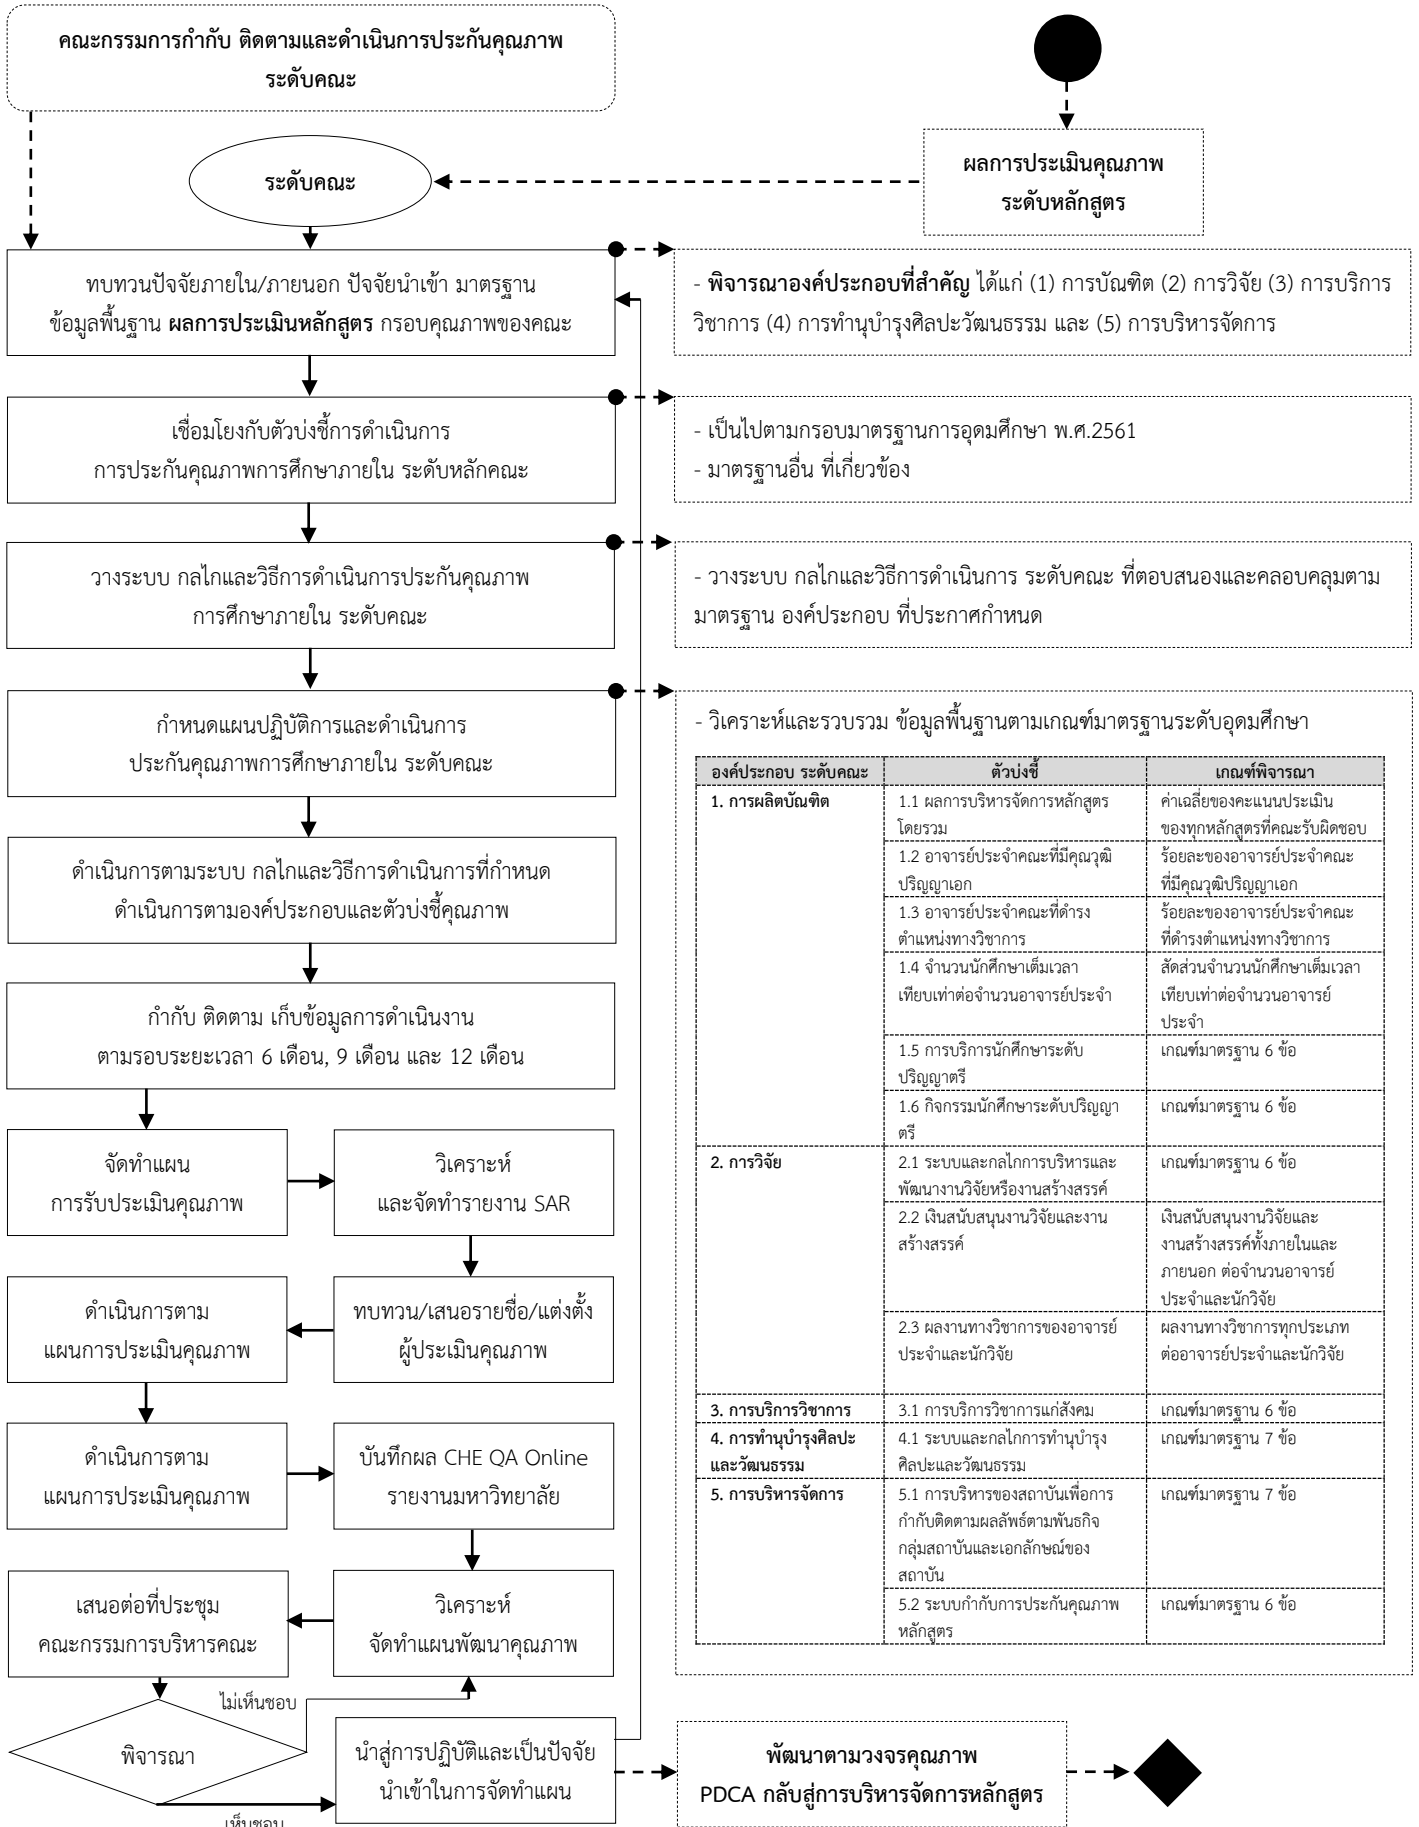 คณะกรรมการกำกับ ติดตามและดำเนินการประกันคุณภาพ
ระดับคณะ
ผลการประเมินคุณภาพ
ระดับหลักสูตร
ระดับคณะ
ทบทวนปัจจัยภายใน/ภายนอก ปัจจัยนำเข้า มาตรฐาน
ข้อมูลพื้นฐาน ผลการประเมินหลักสูตร กรอบคุณภาพของคณะ
- พิจารณาองค์ประกอบที่สำคัญ ได้แก่ (1) การบัณฑิต (2) การวิจัย (3) การบริการ
วิชาการ (4) การทำนุบำรุงศิลปะวัฒนธรรม และ (5) การบริหารจัดการ
เชื่อมโยงกับตัวบ่งชี้การดำเนินการ
การประกันคุณภาพการศึกษาภายใน ระดับหลักคณะ
- เป็นไปตามกรอบมาตรฐานการอุดมศึกษา พ.ศ.2561
- มาตรฐานอื่น ที่เกี่ยวข้อง
วางระบบ กลไกและวิธีการดำเนินการประกันคุณภาพ
การศึกษาภายใน ระดับคณะ
- วางระบบ กลไกและวิธีการดำเนินการ ระดับคณะ ที่ตอบสนองและคลอบคลุมตาม
มาตรฐาน องค์ประกอบ ที่ประกาศกำหนด
กำหนดแผนปฏิบัติการและดำเนินการ
ประกันคุณภาพการศึกษาภายใน ระดับคณะ
ดำเนินการตามระบบ กลไกและวิธีการดำเนินการที่กำหนด
ดำเนินการตามองค์ประกอบและตัวบ่งชี้คุณภาพ
กำกับ ติดตาม เก็บข้อมูลการดำเนินงาน
ตามรอบระยะเวลา 6 เดือน, 9 เดือน และ 12 เดือน
จัดทำแผน
การรับประเมินคุณภาพ
วิเคราะห์
และจัดทำรายงาน SAR
ดำเนินการตาม
แผนการประเมินคุณภาพ
ทบทวน/เสนอรายชื่อ/แต่งตั้ง
ผู้ประเมินคุณภาพ
ดำเนินการตาม
แผนการประเมินคุณภาพ
บันทึกผล CHE QA Online
รายงานมหาวิทยาลัย
เสนอต่อที่ประชุม
คณะกรรมการบริหารคณะ
วิเคราะห์
จัดทำแผนพัฒนาคุณภาพ
ไม่เห็นชอบ
พิจารณา
เห็นชอบ
นำสู่การปฏิบัติและเป็นปัจจัย
นำเข้าในการจัดทำแผน
- วิเคราะห์และรวบรวม ข้อมูลพื้นฐานตามเกณฑ์มาตรฐานระดับอุดมศึกษา
องค์ประกอบ ระดับคณะ ตัวบ่งชี้ เกณฑ์พิจารณา
1. การผลิตบัณฑิต 1.1 ผลการบริหารจัดการหลักสูตร ค่าเฉลี่ยของคะแนนประเมิน
โดยรวม ของทุกหลักสูตรที่คณะรับผิดชอบ
1.2 อาจารย์ประจำคณะที่มีคุณวุฒิ ร้อยละของอาจารย์ประจำคณะ
ปริญญาเอก ที่มีคุณวุฒิปริญญาเอก
1.3 อาจารย์ประจำคณะที่ดำรง ร้อยละของอาจารย์ประจำคณะ
ตำแหน่งทางวิชาการ ที่ดำรงตำแหน่งทางวิชาการ
1.4 จำนวนนักศึกษาเต็มเวลา สัดส่วนจำนวนนักศึกษาเต็มเวลา
เทียบเท่าต่อจำนวนอาจารย์ประจำ เทียบเท่าต่อจำนวนอาจารย์
ประจำ
1.5 การบริการนักศึกษาระดับ เกณฑ์มาตรฐาน 6 ข้อ
ปริญญาตรี
1.6 กิจกรรมนักศึกษาระดับปริญญา เกณฑ์มาตรฐาน 6 ข้อ
ตรี
2. การวิจัย 2.1 ระบบและกลไกการบริหารและ เกณฑ์มาตรฐาน 6 ข้อ
พัฒนางานวิจัยหรืองานสร้างสรรค์
2.2 เงินสนับสนุนงานวิจัยและงาน เงินสนับสนุนงานวิจัยและ
สร้างสรรค์ งานสร้างสรรค์ทั้งภายในและ
ภายนอก ต่อจำนวนอาจารย์
ประจำและนักวิจัย
2.3 ผลงานทางวิชาการของอาจารย์ ผลงานทางวิชาการทุกประเภท
ประจำและนักวิจัย ต่ออาจารย์ประจำและนักวิจัย
3. การบริการวิชาการ 3.1 การบริการวิชาการแก่สังคม เกณฑ์มาตรฐาน 6 ข้อ
4. การทำนุบำรุงศิลปะ 4.1 ระบบและกลไกการทำนุบำรุง เกณฑ์มาตรฐาน 7 ข้อ
และวัฒนธรรม ศิลปะและวัฒนธรรม
5. การบริหารจัดการ 5.1 การบริหารของสถาบันเพื่อการ เกณฑ์มาตรฐาน 7 ข้อ
กำกับติดตามผลลัพธ์ตามพันธกิจ
กลุ่มสถาบันและเอกลักษณ์ของ
สถาบัน
5.2 ระบบกำกับการประกันคุณภาพ เกณฑ์มาตรฐาน 6 ข้อ
หลักสูตร
พัฒนาตามวงจรคุณภาพ
PDCA กลับสู่การบริหารจัดการหลักสูตร